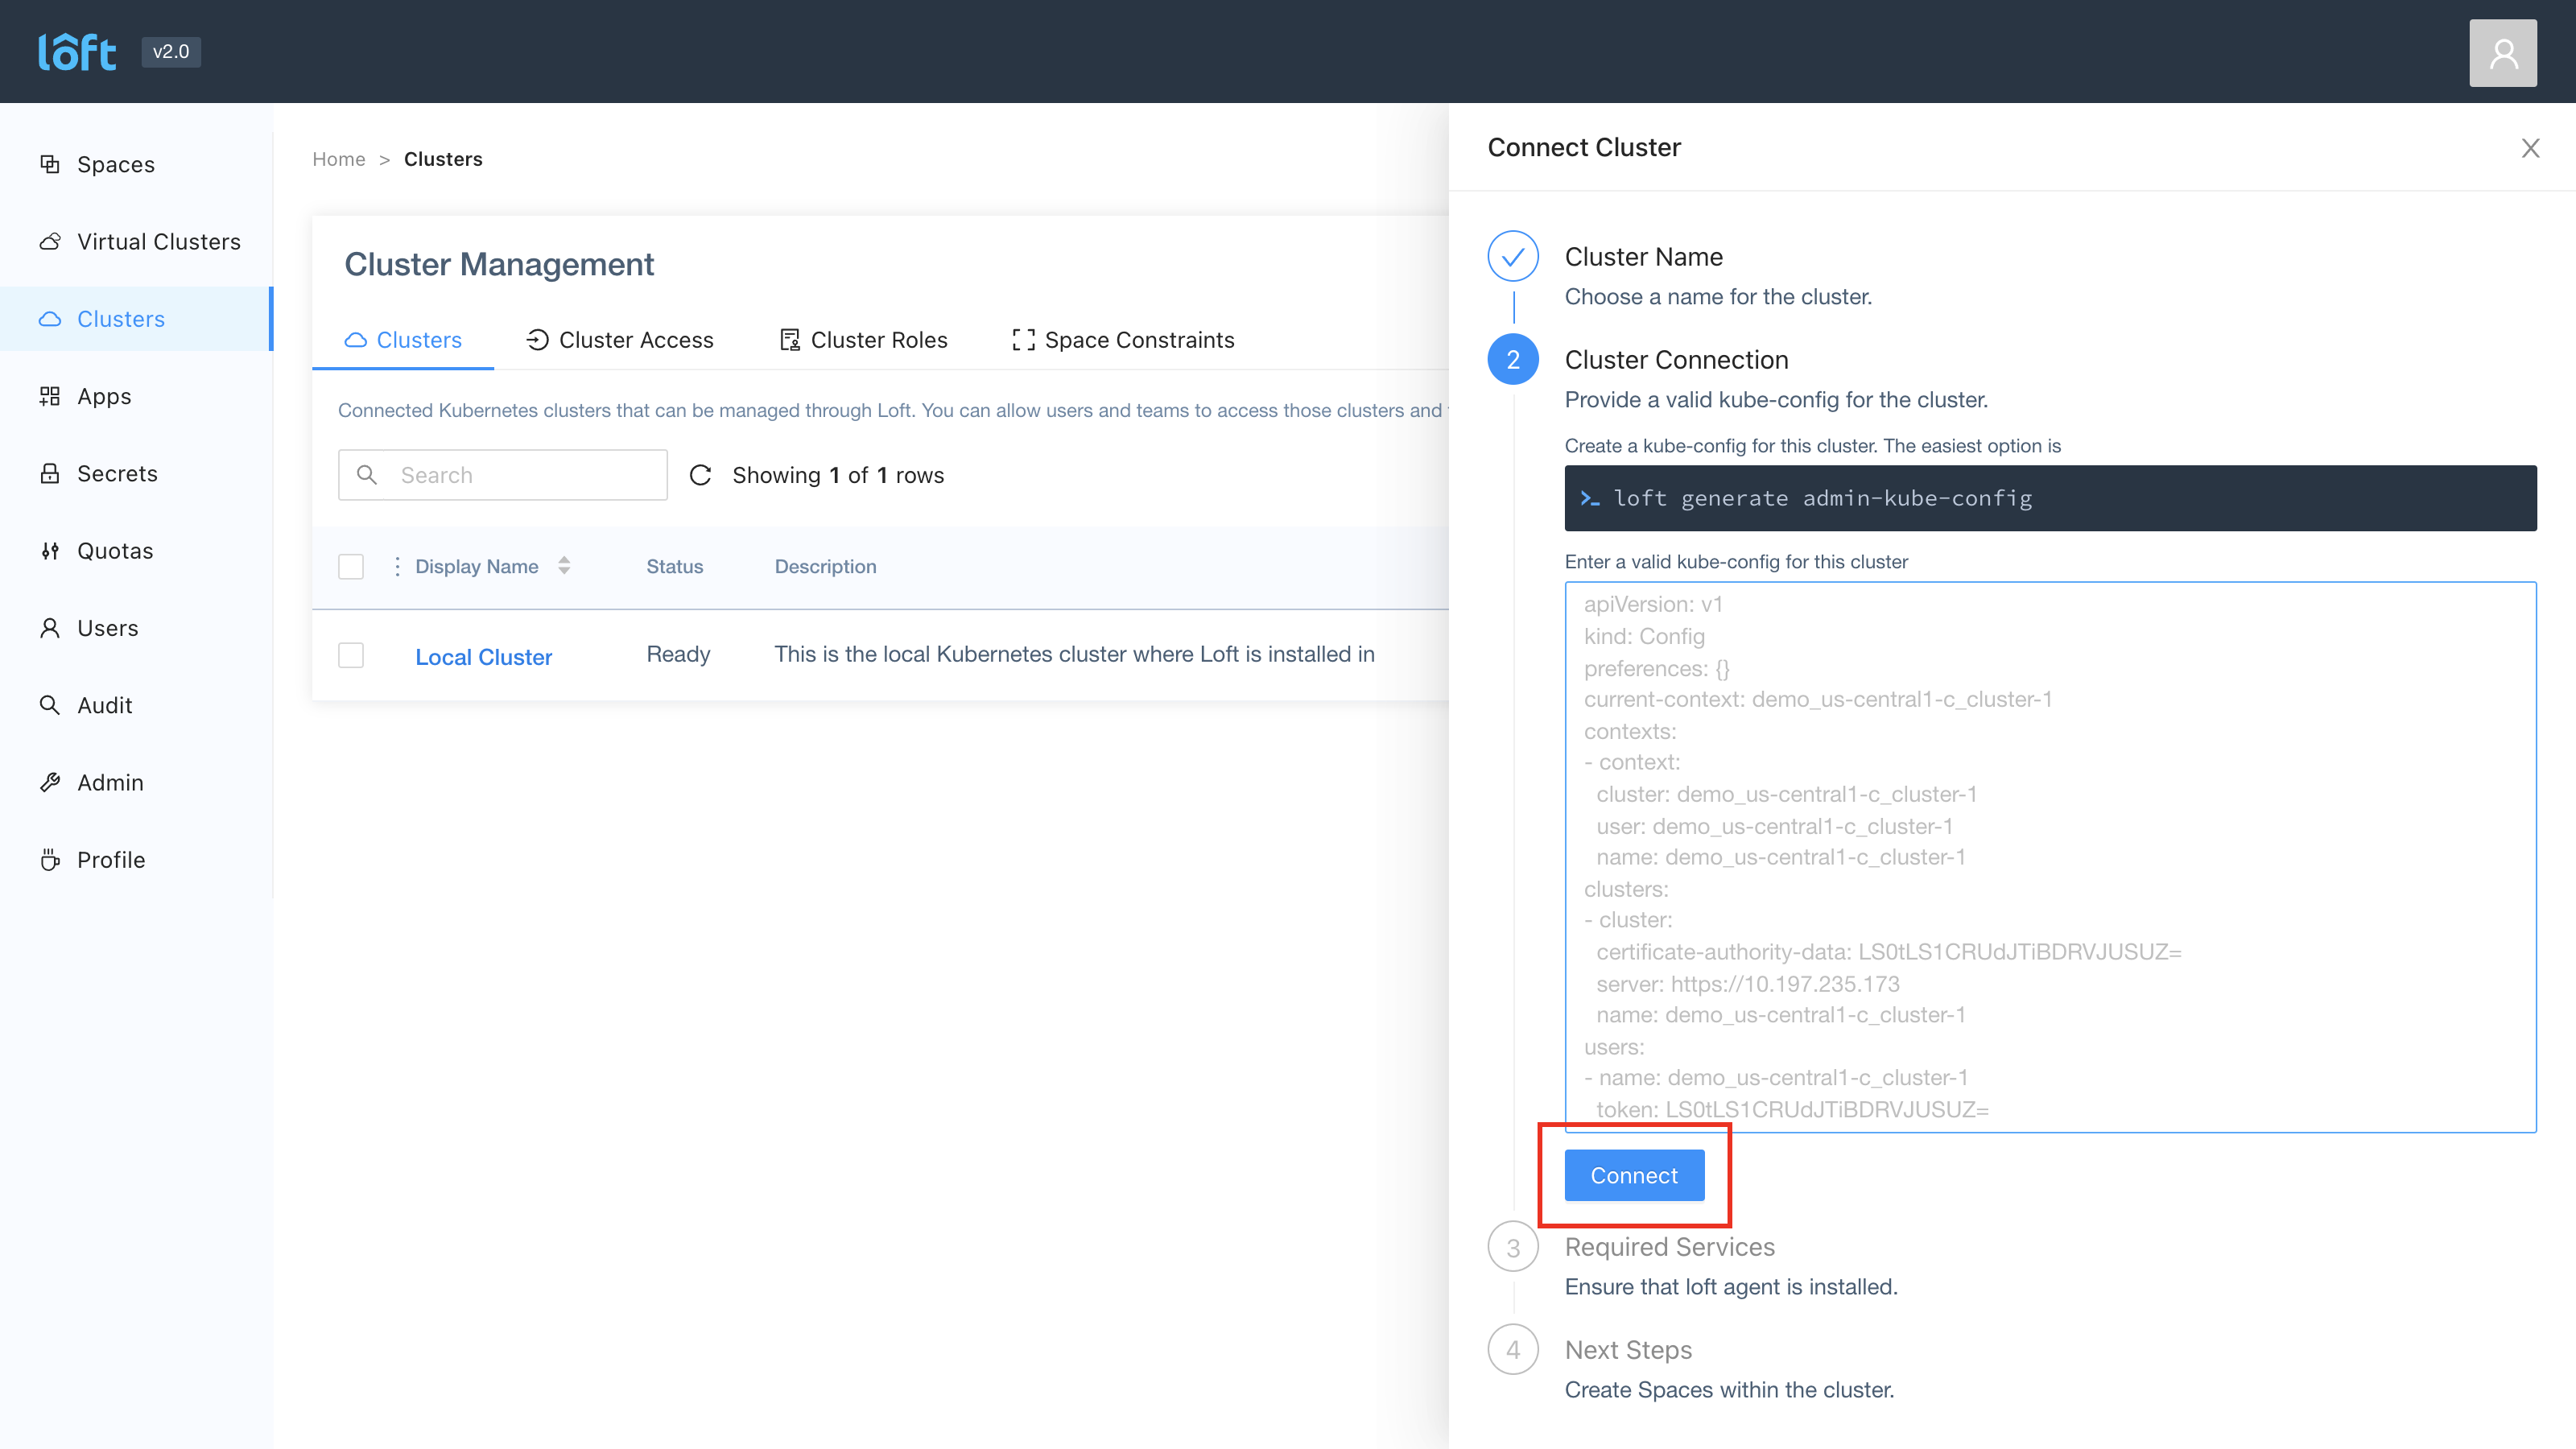 lôft v2.0
Spaces
Virtual Clusters
Clusters
Apps
Secrets
Quotas
Users
Audit
Admin
Profile
Home > Clusters
Cluster Management
Clusters Cluster Access Cluster Roles Space Constraints
Connected Kubernetes clusters that can be managed through Loft. You can allow users and teams to access those clusters and
Search Showing 1 of 1 rows
Display Name Status Description
Local Cluster Ready This is the local Kubernetes cluster where Loft is installed in
Connect Cluster
Cluster Name
Choose a name for the cluster.
2 Cluster Connection
Provide a valid kube-config for the cluster.
Create a kube-config for this cluster. The easiest option is
>_ loft generate admin-kube-config
Enter a valid kube-config for this cluster
apiVersion: v1
kind: Config
preferences: {}
current-context: demo_us-central1-c_cluster-1
contexts:
- context:
cluster: demo_us-central1-c_cluster-1
user: demo_us-central1-c_cluster-1
name: demo_us-central1-c_cluster-1
clusters:
- cluster:
certificate-authority-data: LS0tLS1CRUdJTiBDRVJUSUZ=
server: https://10.197.235.173
name: demo_us-central1-c_cluster-1
users:
- name: demo_us-central1-c_cluster-1
token: LS0tLS1CRUdJTiBDRVJUSUZ=
Connect
3 Required Services
Ensure that loft agent is installed.
4 Next Steps
Create Spaces within the cluster.